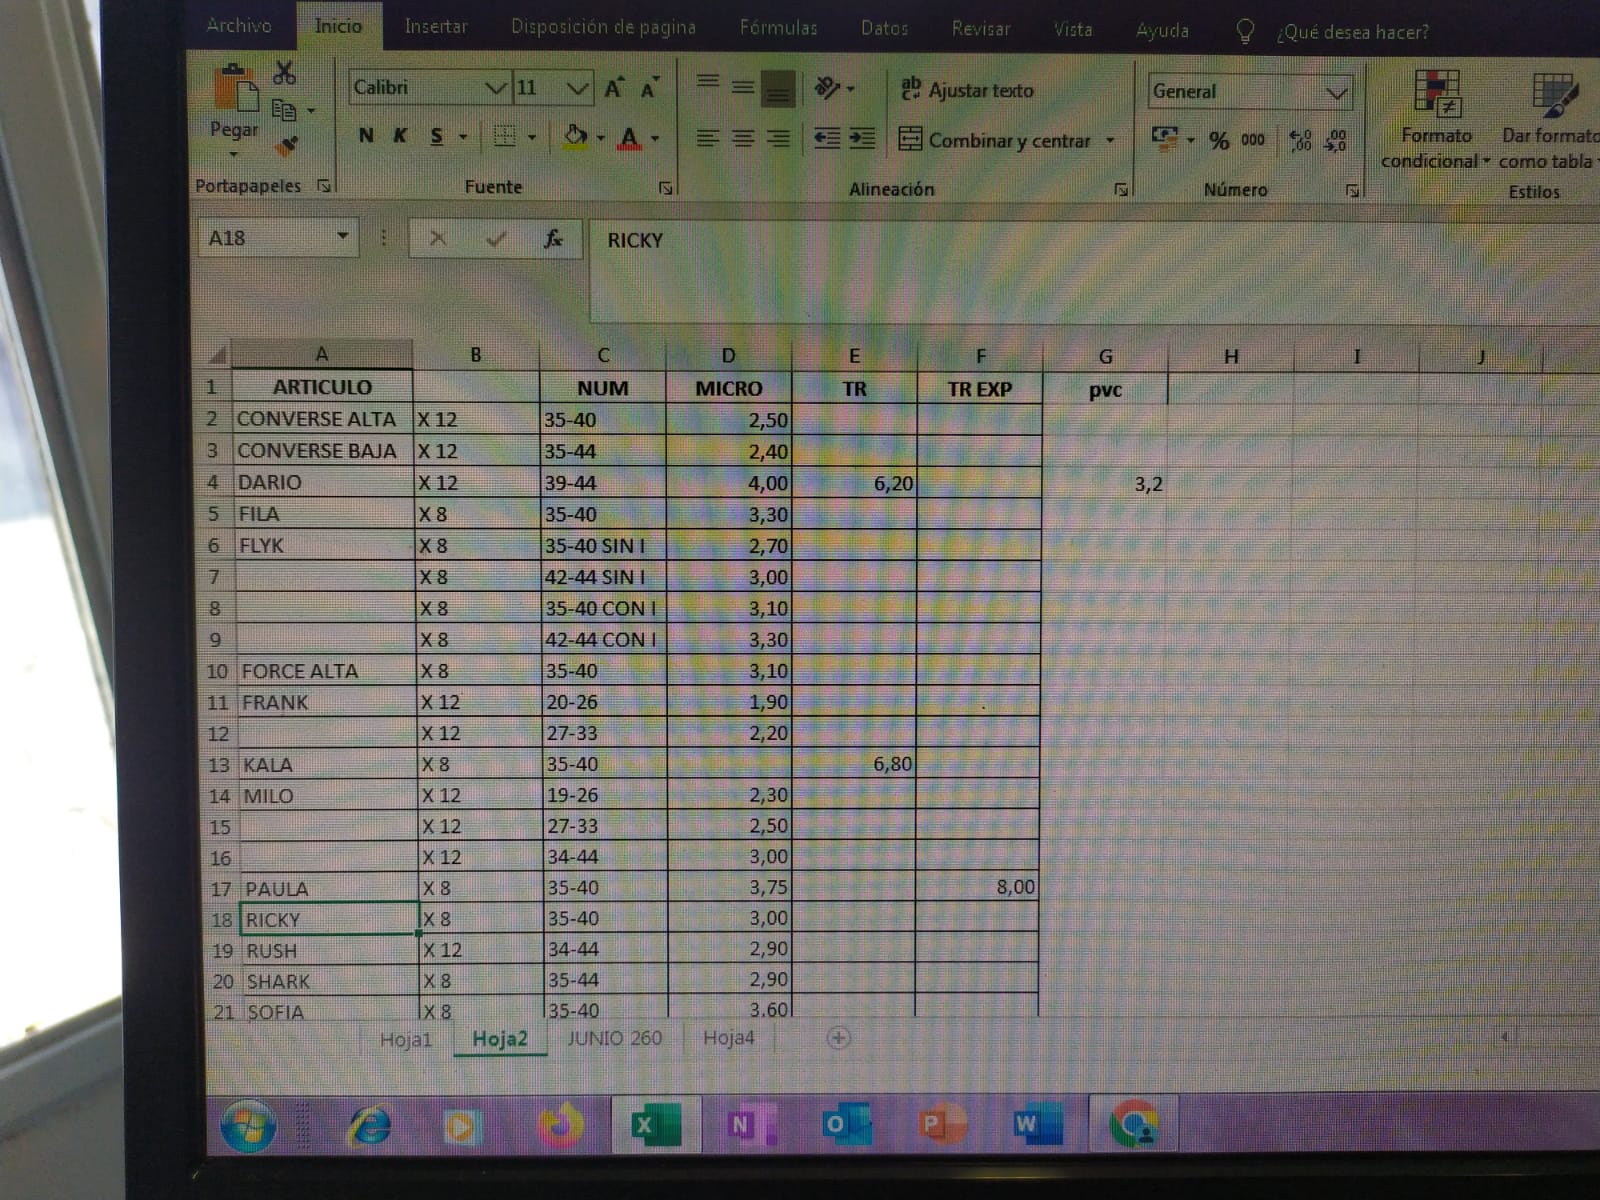 Archivo Inicio Insertar Disposición de página Fórmulas Datos Revisar Vista Ayuda ¿Qué desea hacer?
Pegar
Portapapeles
Calibri 11
N K S
Fuente
Ajustar texto
Combinar y centrar
Alineación
General
% 000
Número
Formato condicional
Dar formato como tabla
Estilos
A18 fx RICKY
A B C D E F G H I J
1 ARTICULO NUM MICRO TR TR EXP pvc
2 CONVERSE ALTA X 12 35-40 2,50
3 CONVERSE BAJA X 12 35-44 2,40
4 DARIO X 12 39-44 4,00 6,20 3,2
5 FILA X 8 35-40 3,30
6 FLYK X 8 35-40 SIN I 2,70
7 X 8 42-44 SIN I 3,00
8 X 8 35-40 CON I 3,10
9 X 8 42-44 CON I 3,30
10 FORCE ALTA X 8 35-40 3,10
11 FRANK X 12 20-26 1,90
12 X 12 27-33 2,20
13 KALA X 8 35-40 6,80
14 MILO X 12 19-26 2,30
15 X 12 27-33 2,50
16 X 12 34-44 3,00
17 PAULA X 8 35-40 3,75 8,00
18 RICKY X 8 35-40 3,00
19 RUSH X 12 34-44 2,90
20 SHARK X 8 35-44 2,90
21 SOFIA X 8 35-40 3.60
Hoja1 Hoja2 JUNIO 260 Hoja4